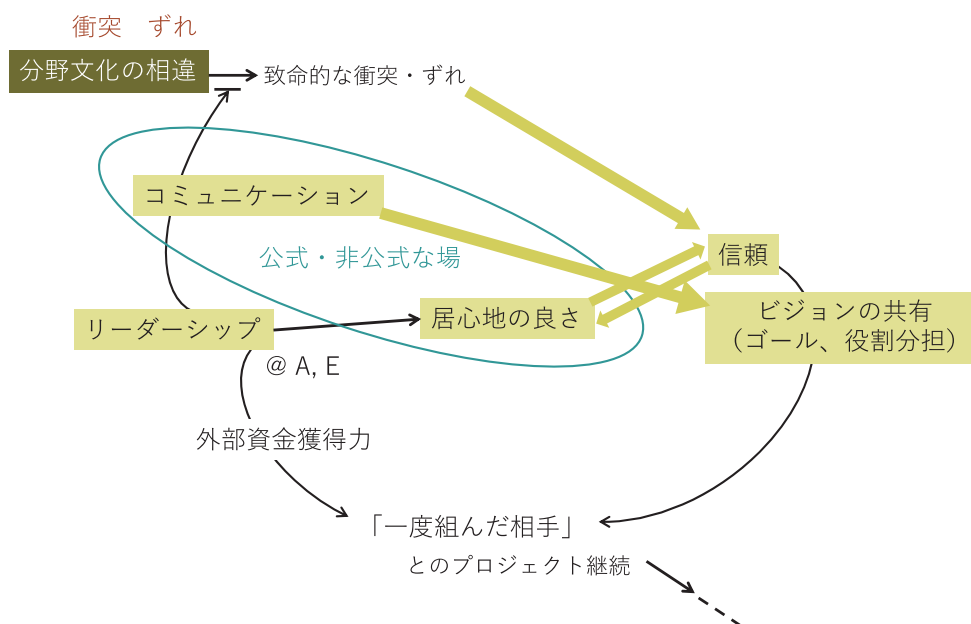 衝突　ずれ
分野文化の相違
致命的な衝突・ずれ
コミュニケーション
公式・非公式な場
信頼
ビジョンの共有
（ゴール、役割分担）
居心地の良さ
リーダーシップ
@ A, E
外部資金獲得力
「一度組んだ相手」
とのプロジェクト継続